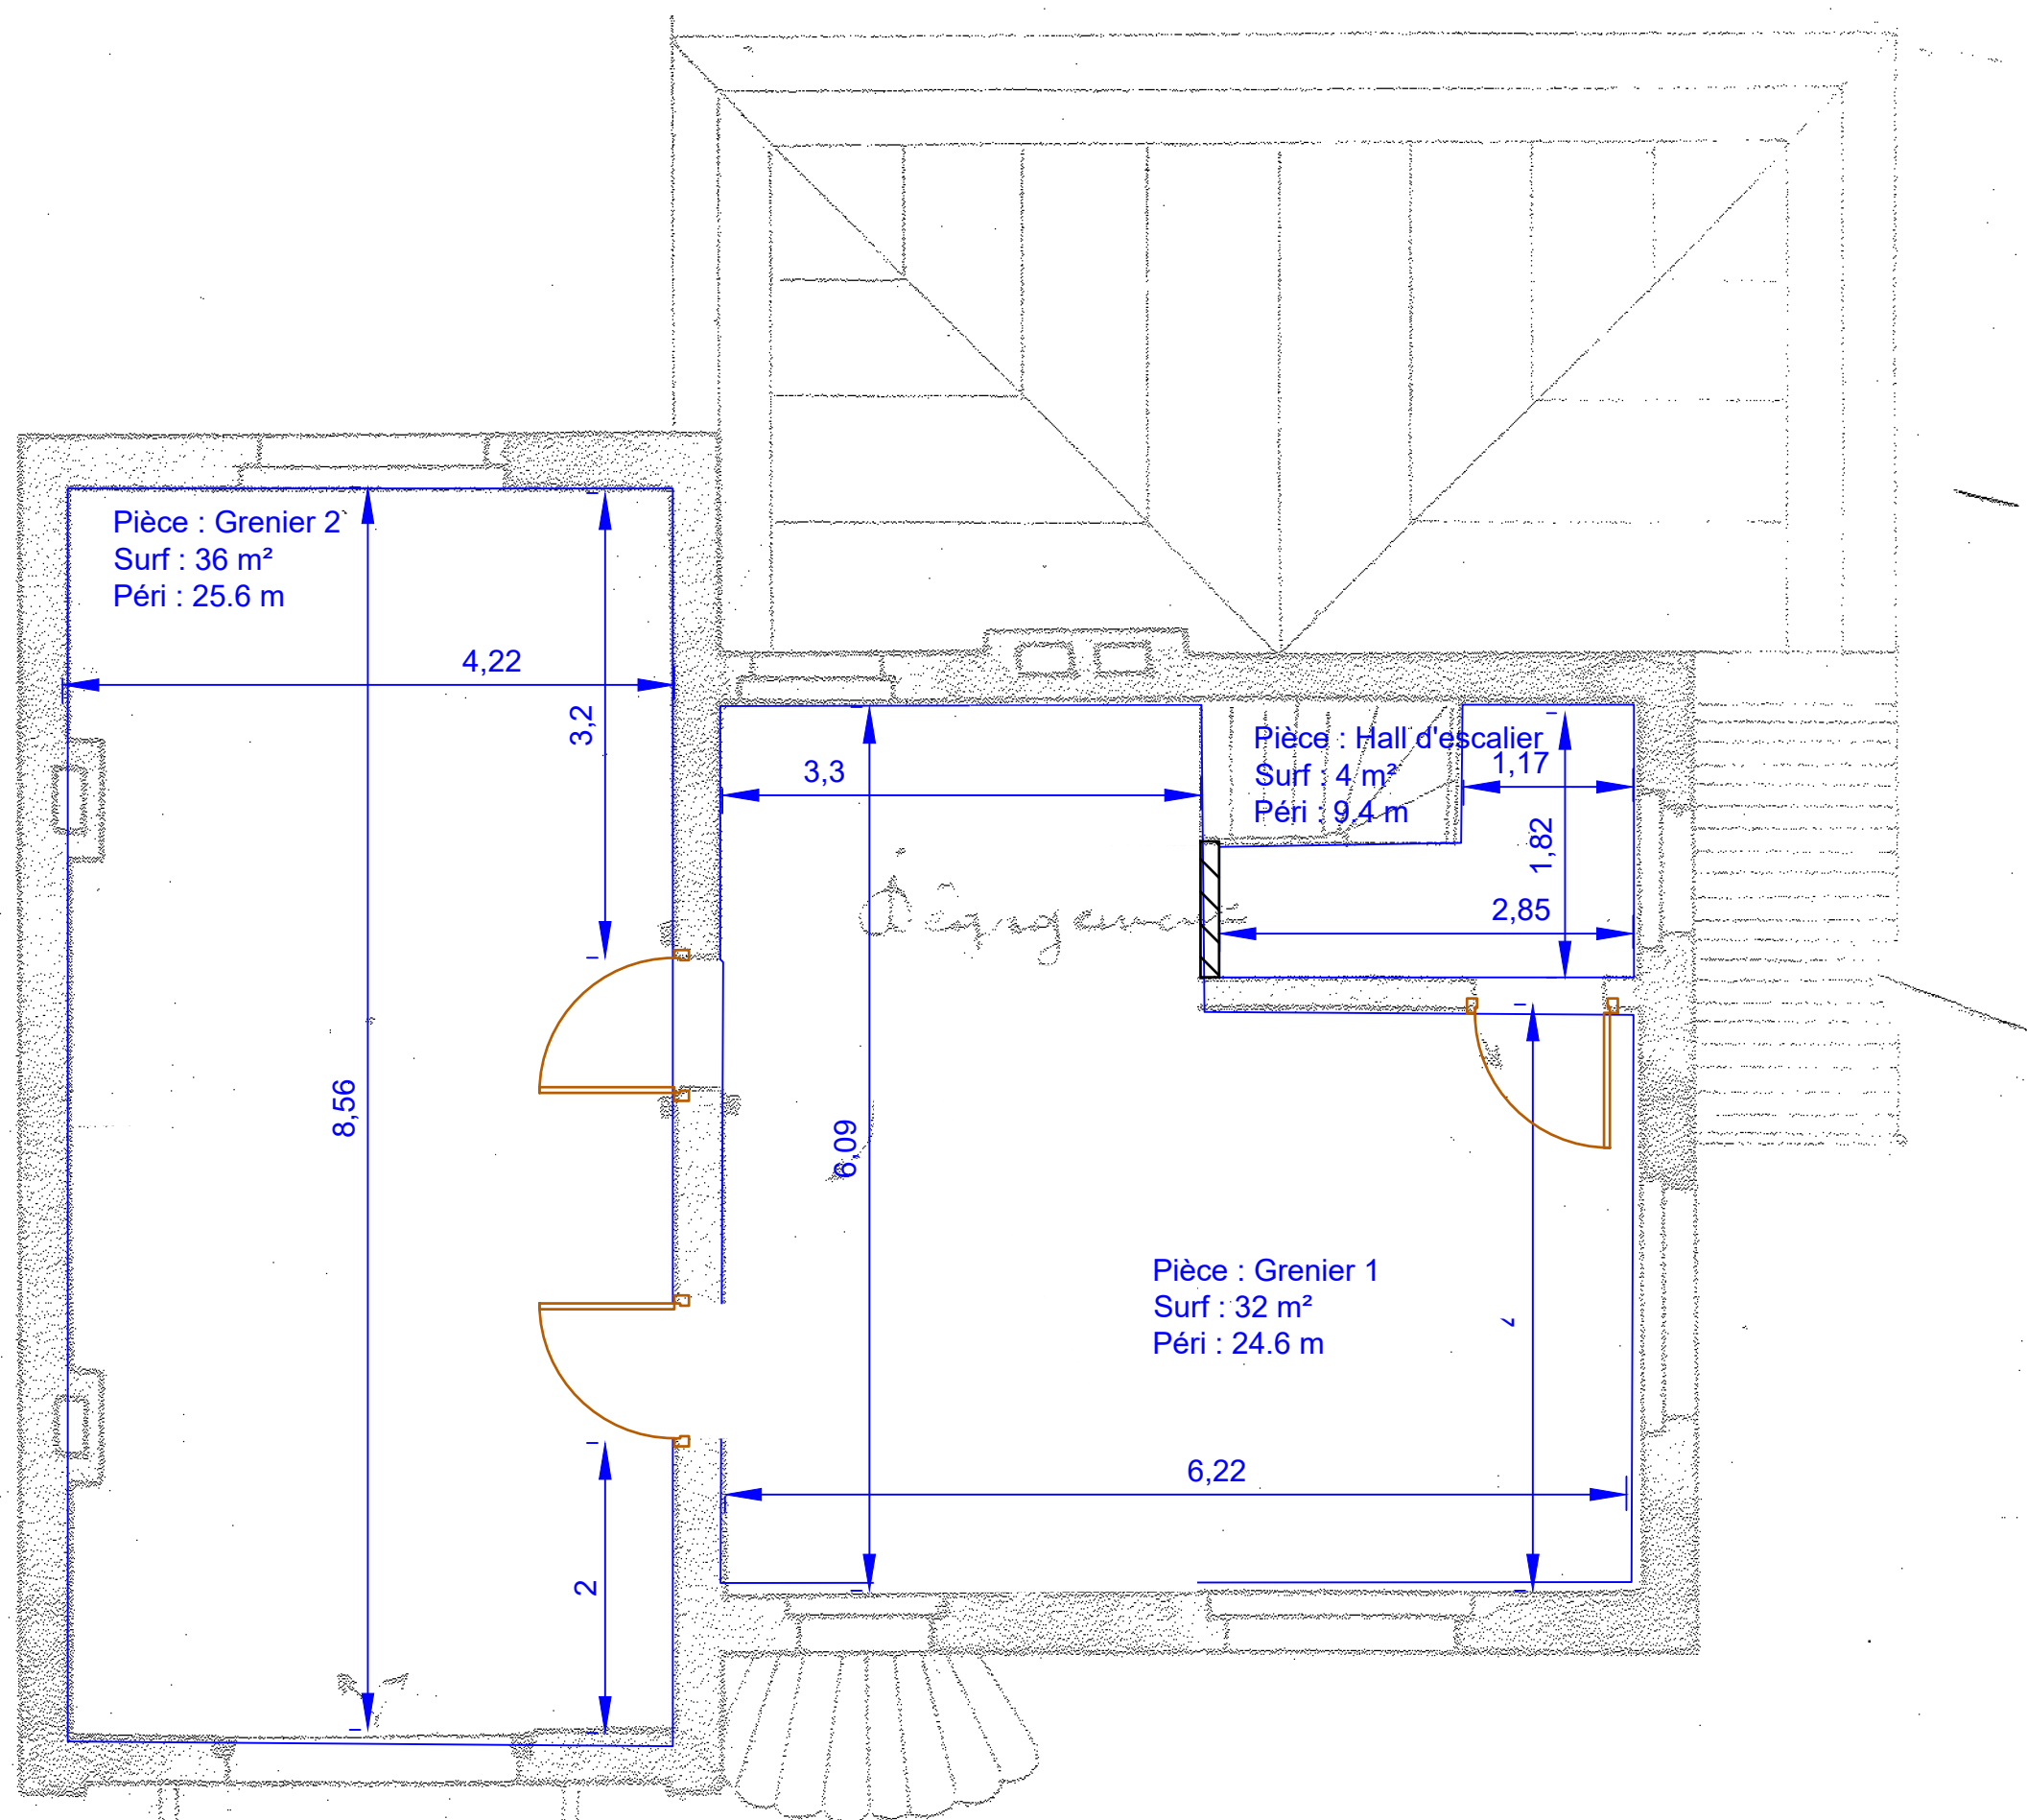 Pièce : Grenier 2
Surf : 36 m²
Péri : 25.6 m
4,22
3,2
8,56
2
3,3
6,09
Pièce : Hall d'escalier
Surf : 4 m²
Péri : 9.4 m
1,17
1,82
2,85
Dégagement
Pièce : Grenier 1
Surf : 32 m²
Péri : 24.6 m
6,22